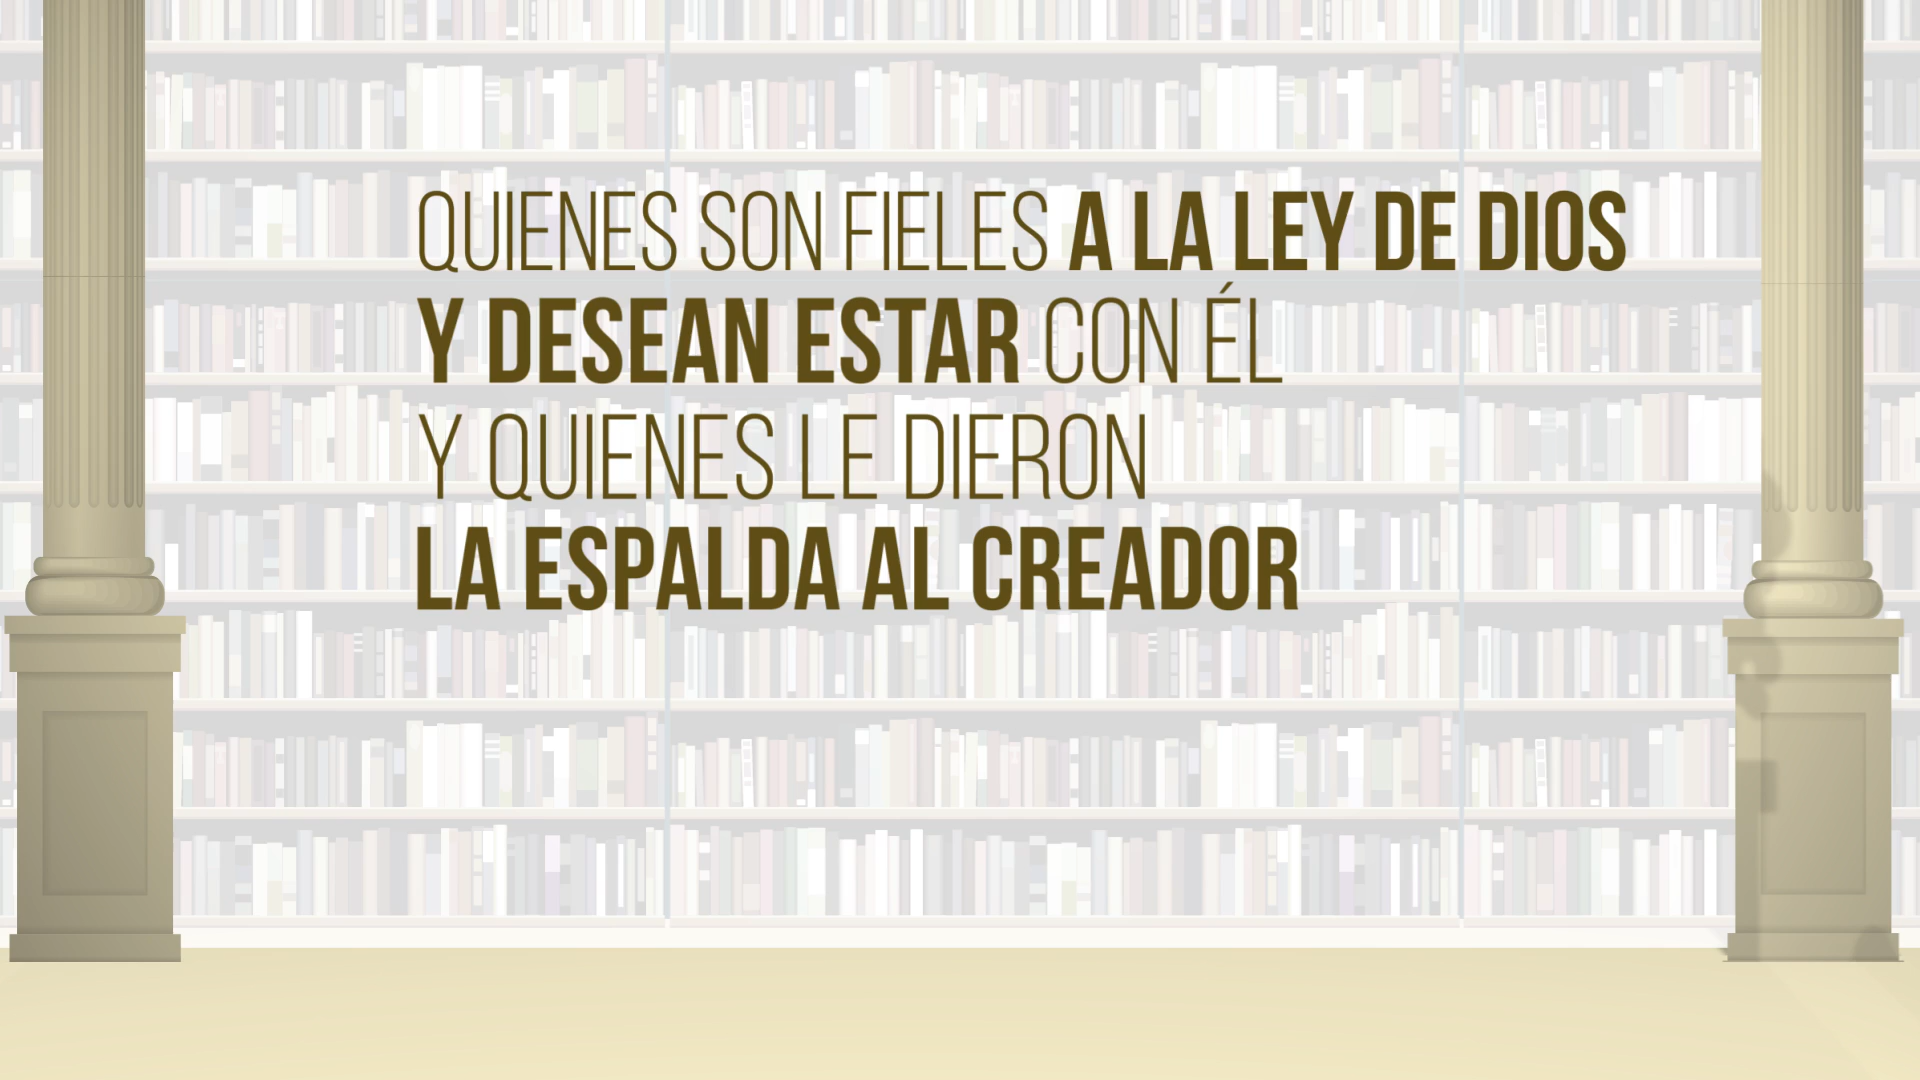 QUIENES SON FIELES A LA LEY DE DIOS
Y DESEAN ESTAR CON ÉL
Y QUIENES LE DIERON
LA ESPALDA AL CREADOR